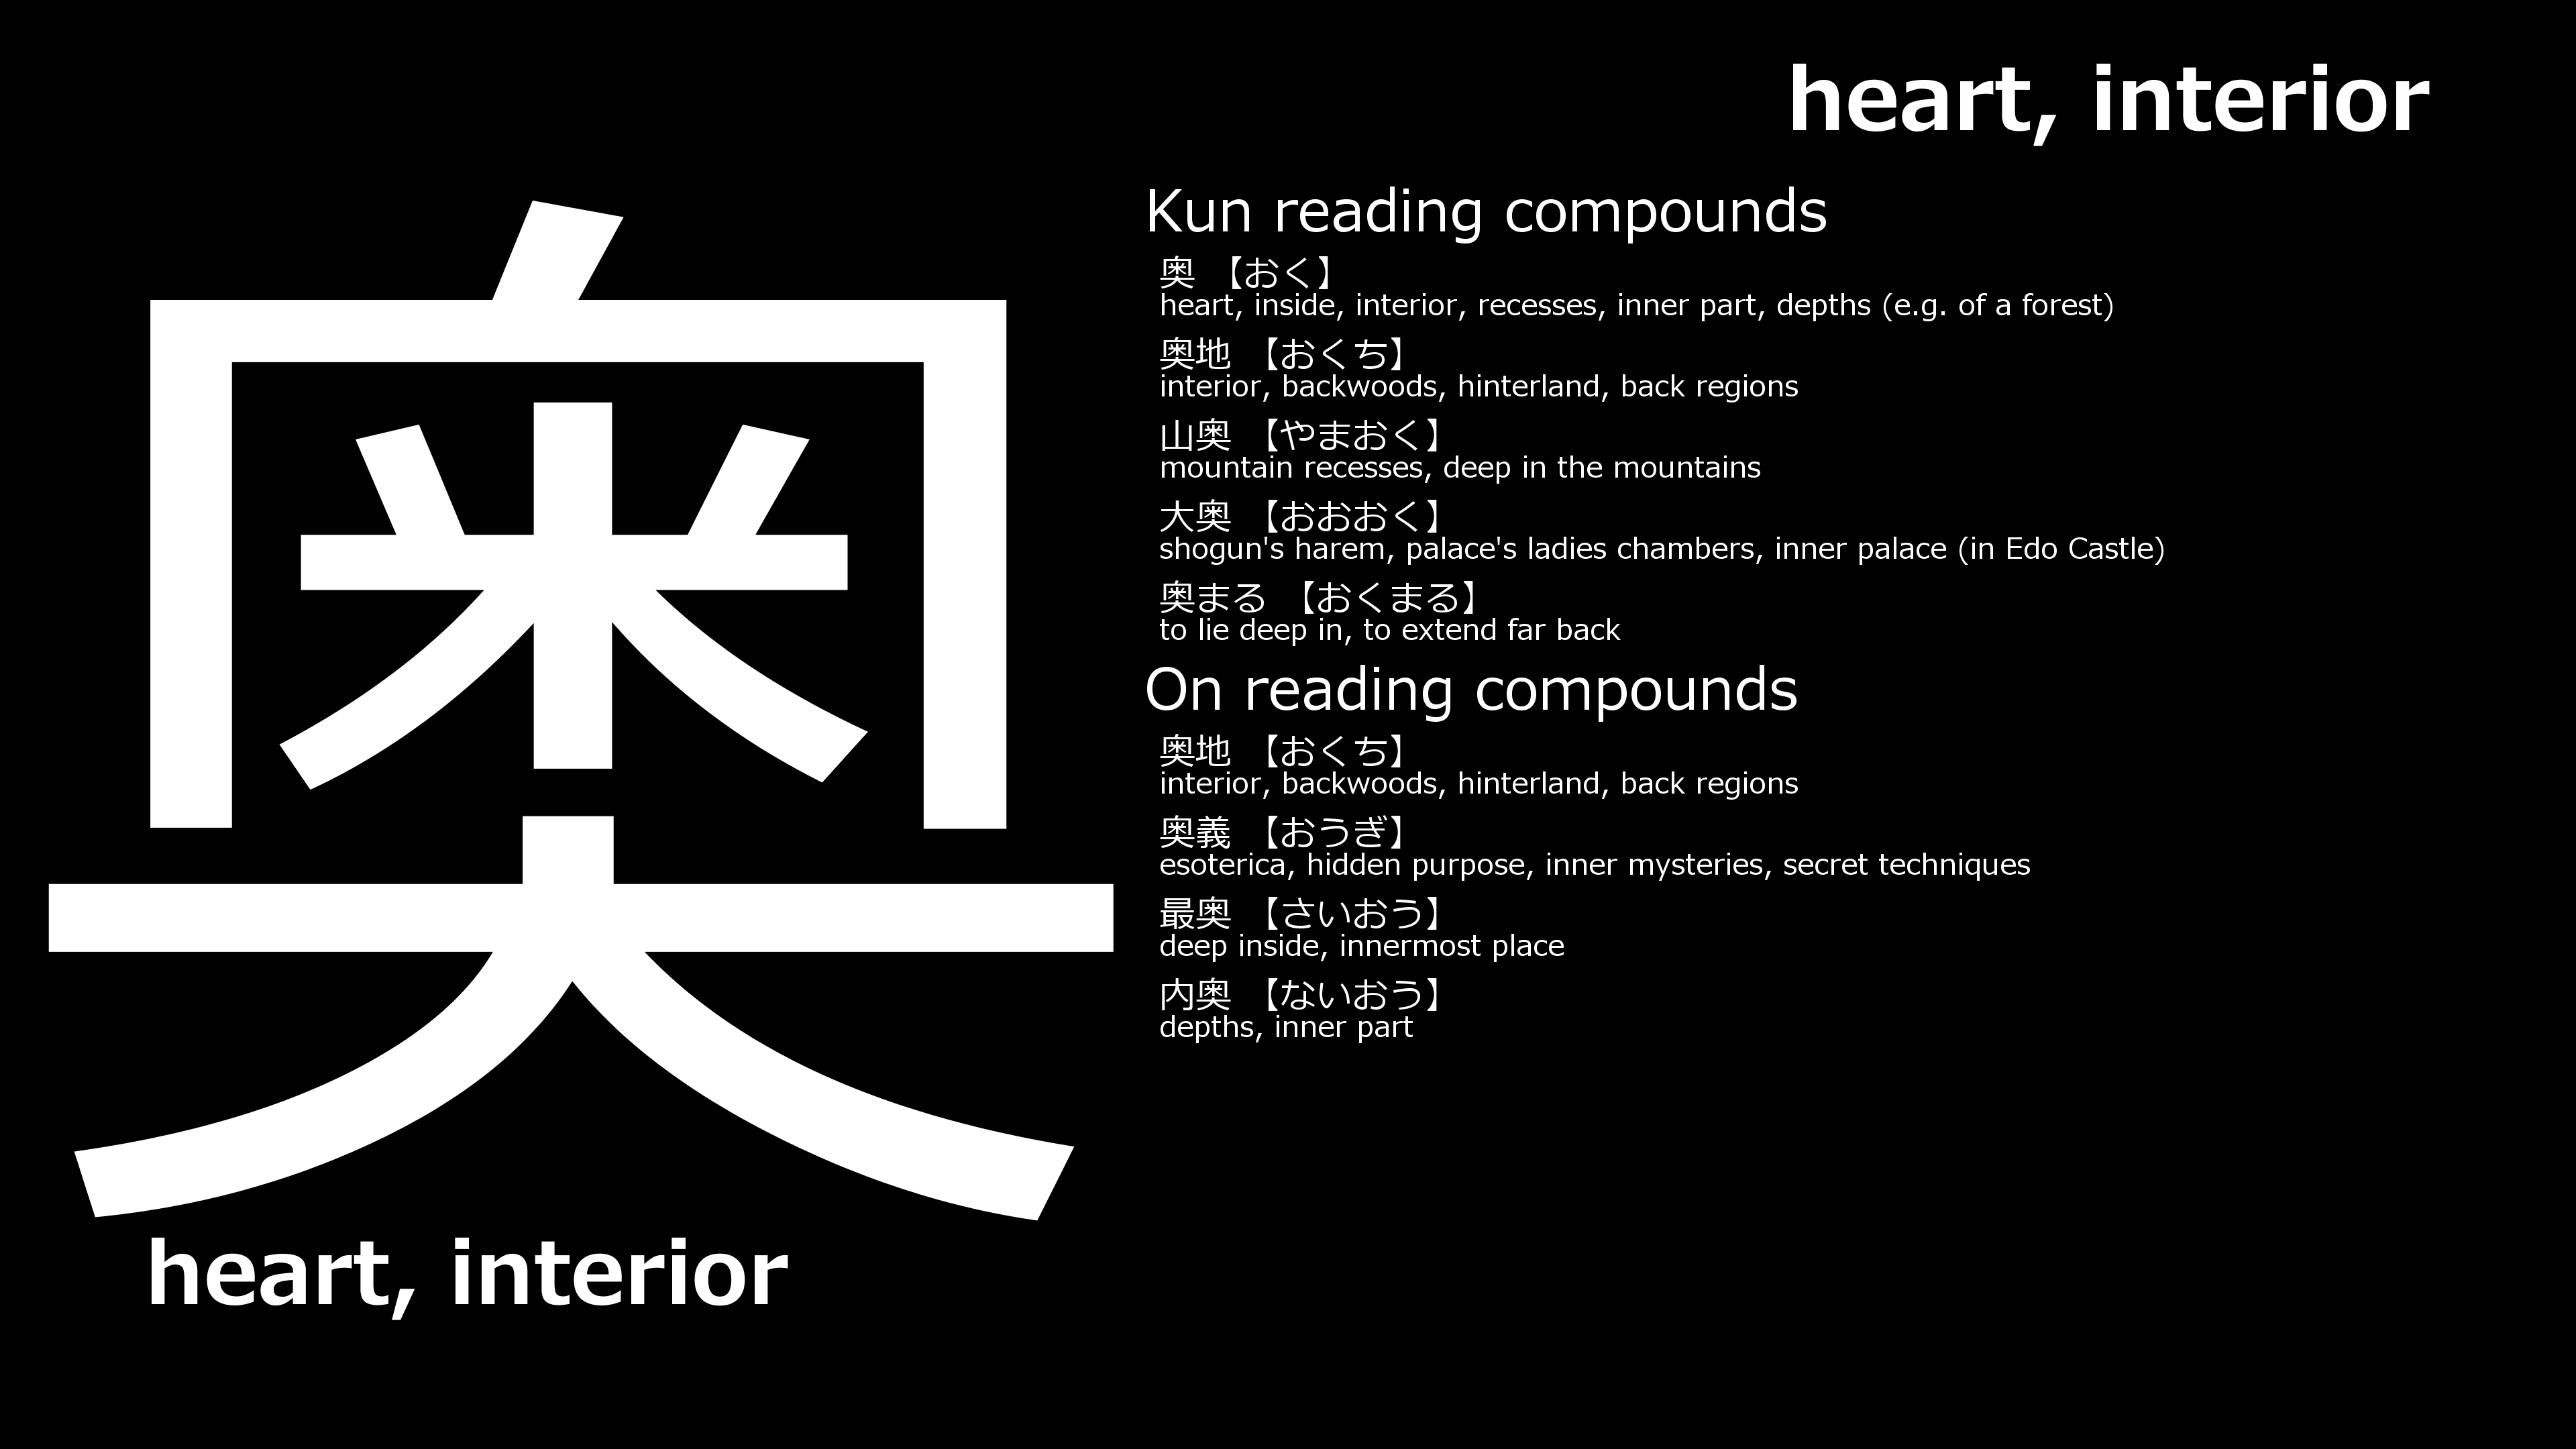 heart, interior
奥
heart, interior
Kun reading compounds
奥 【おく】
heart, inside, interior, recesses, inner part, depths (e.g. of a forest)
奥地 【おくち】
interior, backwoods, hinterland, back regions
山奥 【やまおく】
mountain recesses, deep in the mountains
大奥 【おおおく】
shogun's harem, palace's ladies chambers, inner palace (in Edo Castle)
奥まる 【おくまる】
to lie deep in, to extend far back
On reading compounds
奥地 【おくち】
interior, backwoods, hinterland, back regions
奥義 【おうぎ】
esoterica, hidden purpose, inner mysteries, secret techniques
最奥 【さいおう】
deep inside, innermost place
内奥 【ないおう】
depths, inner part